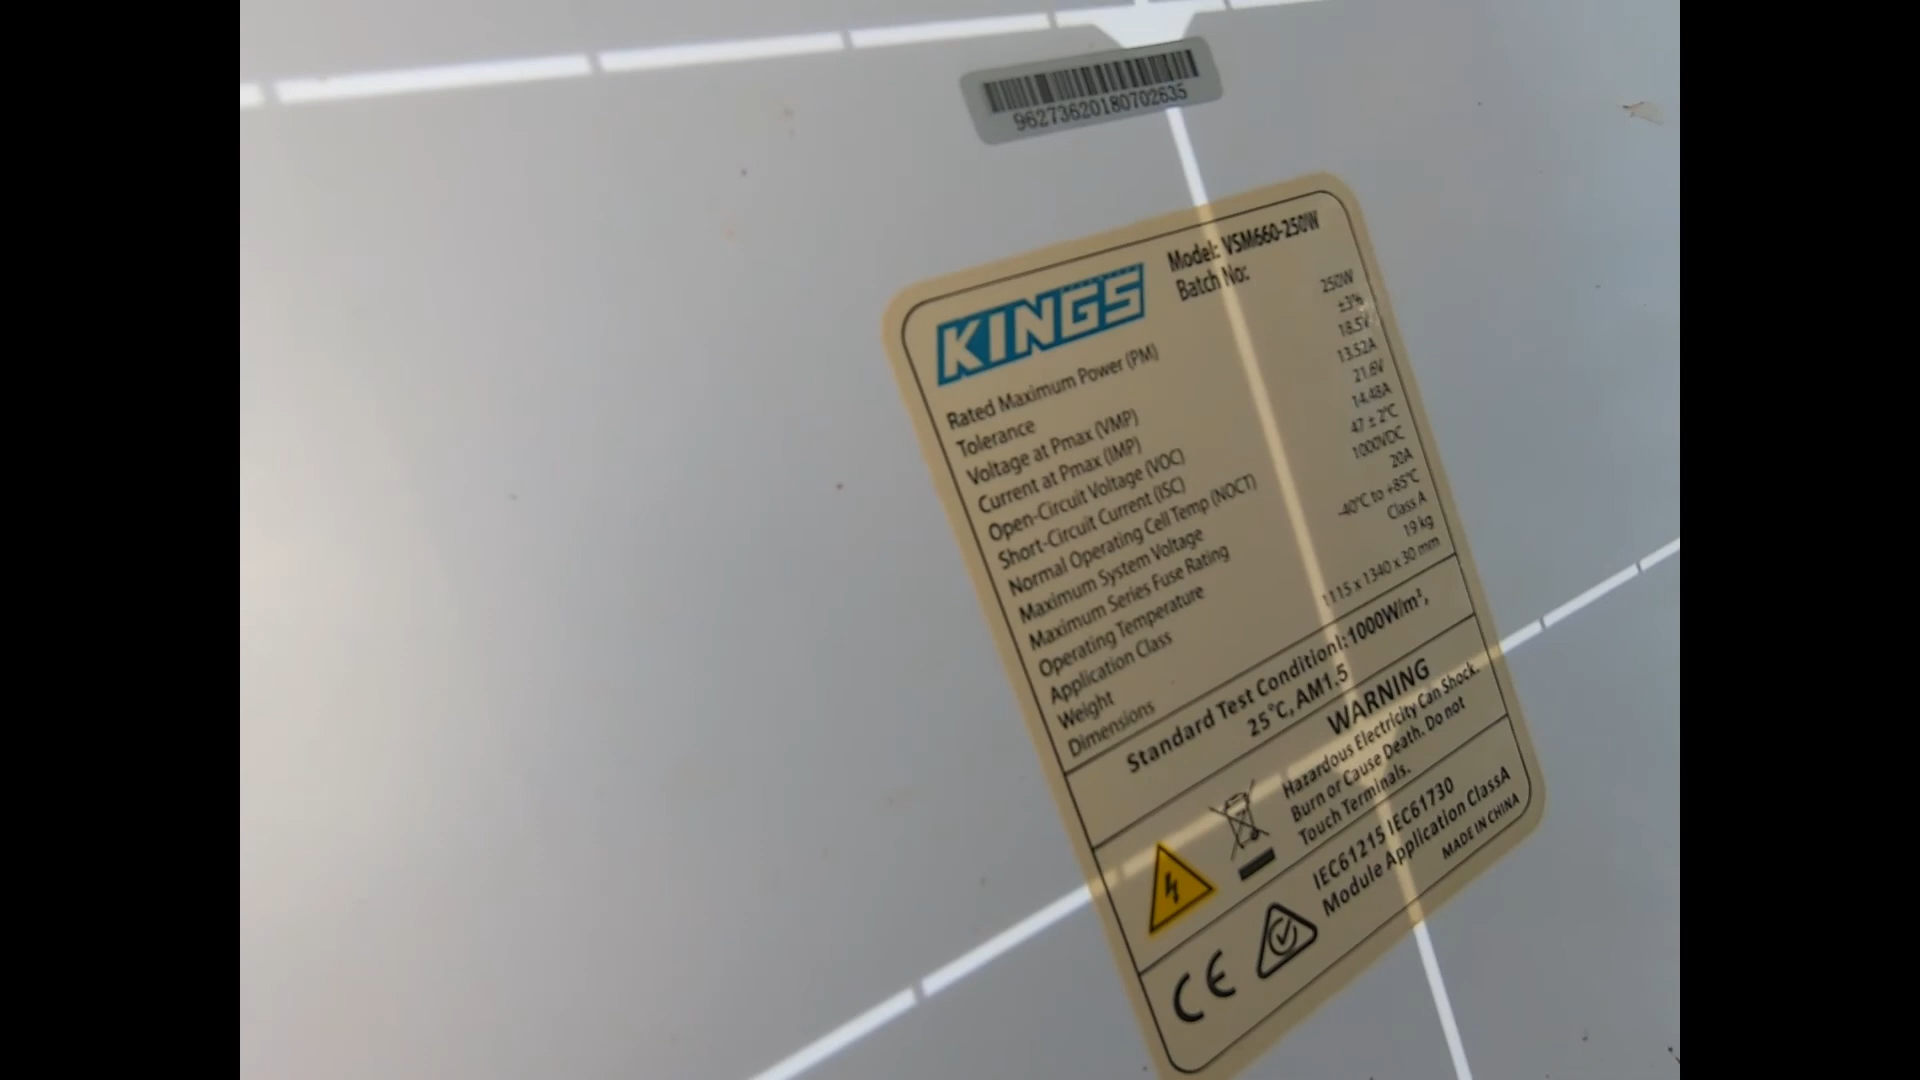 96273620180702635
KINGS
Model: VSM660-250W
Batch No:
Rated Maximum Power (PM) 250W
Tolerance ±3%
Voltage at Pmax (VMP) 18.5V
Current at Pmax (IMP) 13.52A
Open-Circuit Voltage (VOC) 21.6V
Short-Circuit Current (ISC) 14.48A
Normal Operating Cell Temp (NOCT) 47 ± 2°C
Maximum System Voltage 1000VDC
Maximum Series Fuse Rating 20A
Operating Temperature -40°C to +85°C
Application Class Class A
Weight 19 kg
Dimensions 1115 x 1340 x 30 mm
Standard Test Conditionl: 1000W/m²,
25°C, AM1.5
WARNING
Hazardous Electricity Can Shock.
Burn or Cause Death. Do not
Touch Terminals.
IEC61215 IEC61730
Module Application ClassA
MADE IN CHINA
CE